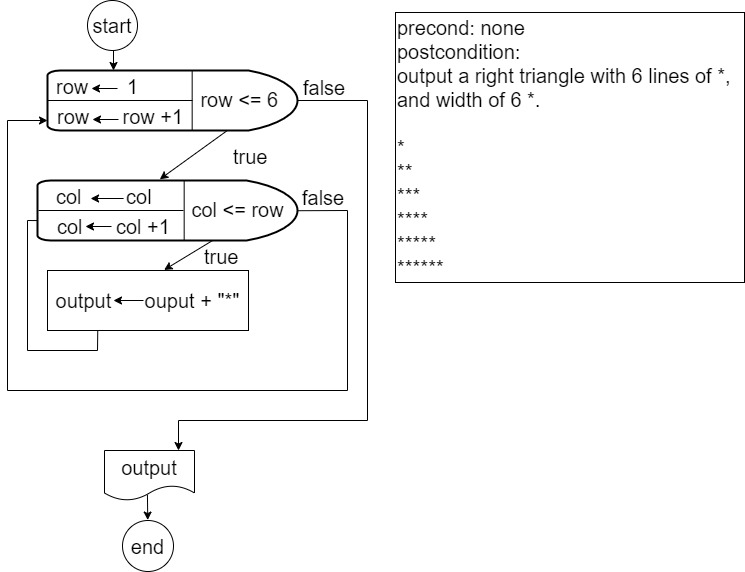 start
row ← 1
row ← row +1
row <= 6
false
true
col ← col
col ← col +1
col <= row
false
true
output ← ouput + "*"
output
end
precond: none
postcondition:
output a right triangle with 6 lines of *,
and width of 6 *.
*
**
***
****
*****
******